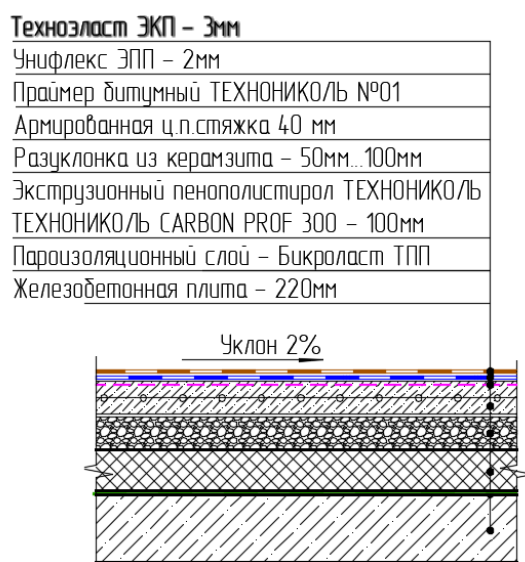 Техноэласт ЭКП - 3мм
Унифлекс ЭПП - 2мм
Праймер битумный ТЕХНОНИКОЛЬ №01
Армированная ц.п.стяжка 40 мм
Разуклонка из керамзита - 50мм...100мм
Экструзионный пенополистирол ТЕХНОНИКОЛЬ
ТЕХНОНИКОЛЬ CARBON PROF 300 - 100мм
Пароизоляционный слой - Бикроласт ТПП
Железобетонная плита - 220мм
Уклон 2%